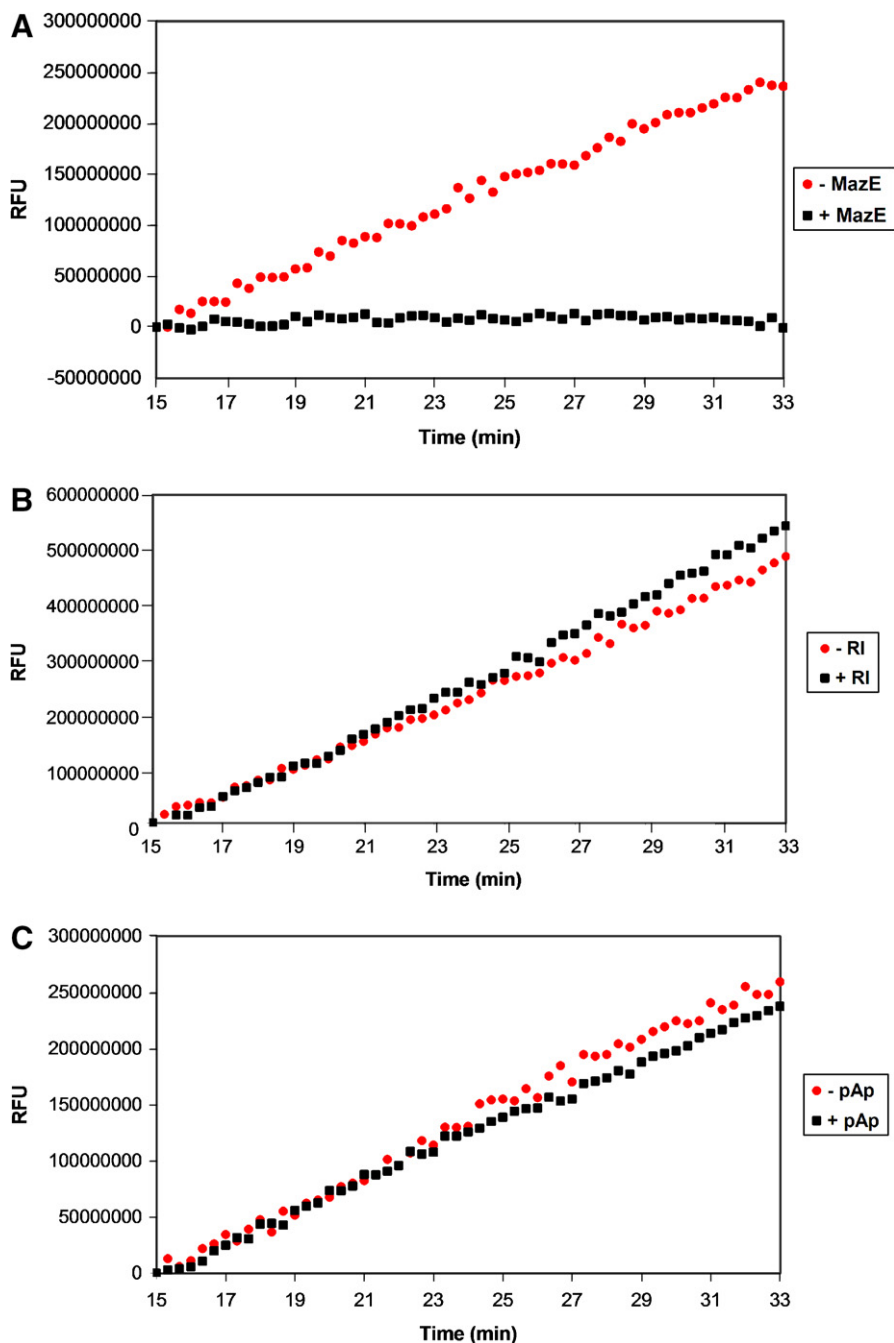 A
300000000
250000000
200000000
150000000
100000000
50000000
0
-50000000
RFU
15 17 19 21 23 25 27 29 31 33
Time (min)
- MazE
+ MazE
B
600000000
500000000
400000000
300000000
200000000
100000000
0
RFU
15 17 19 21 23 25 27 29 31 33
Time (min)
- RI
+ RI
C
300000000
250000000
200000000
150000000
100000000
50000000
0
RFU
15 17 19 21 23 25 27 29 31 33
Time (min)
- pAp
+ pAp